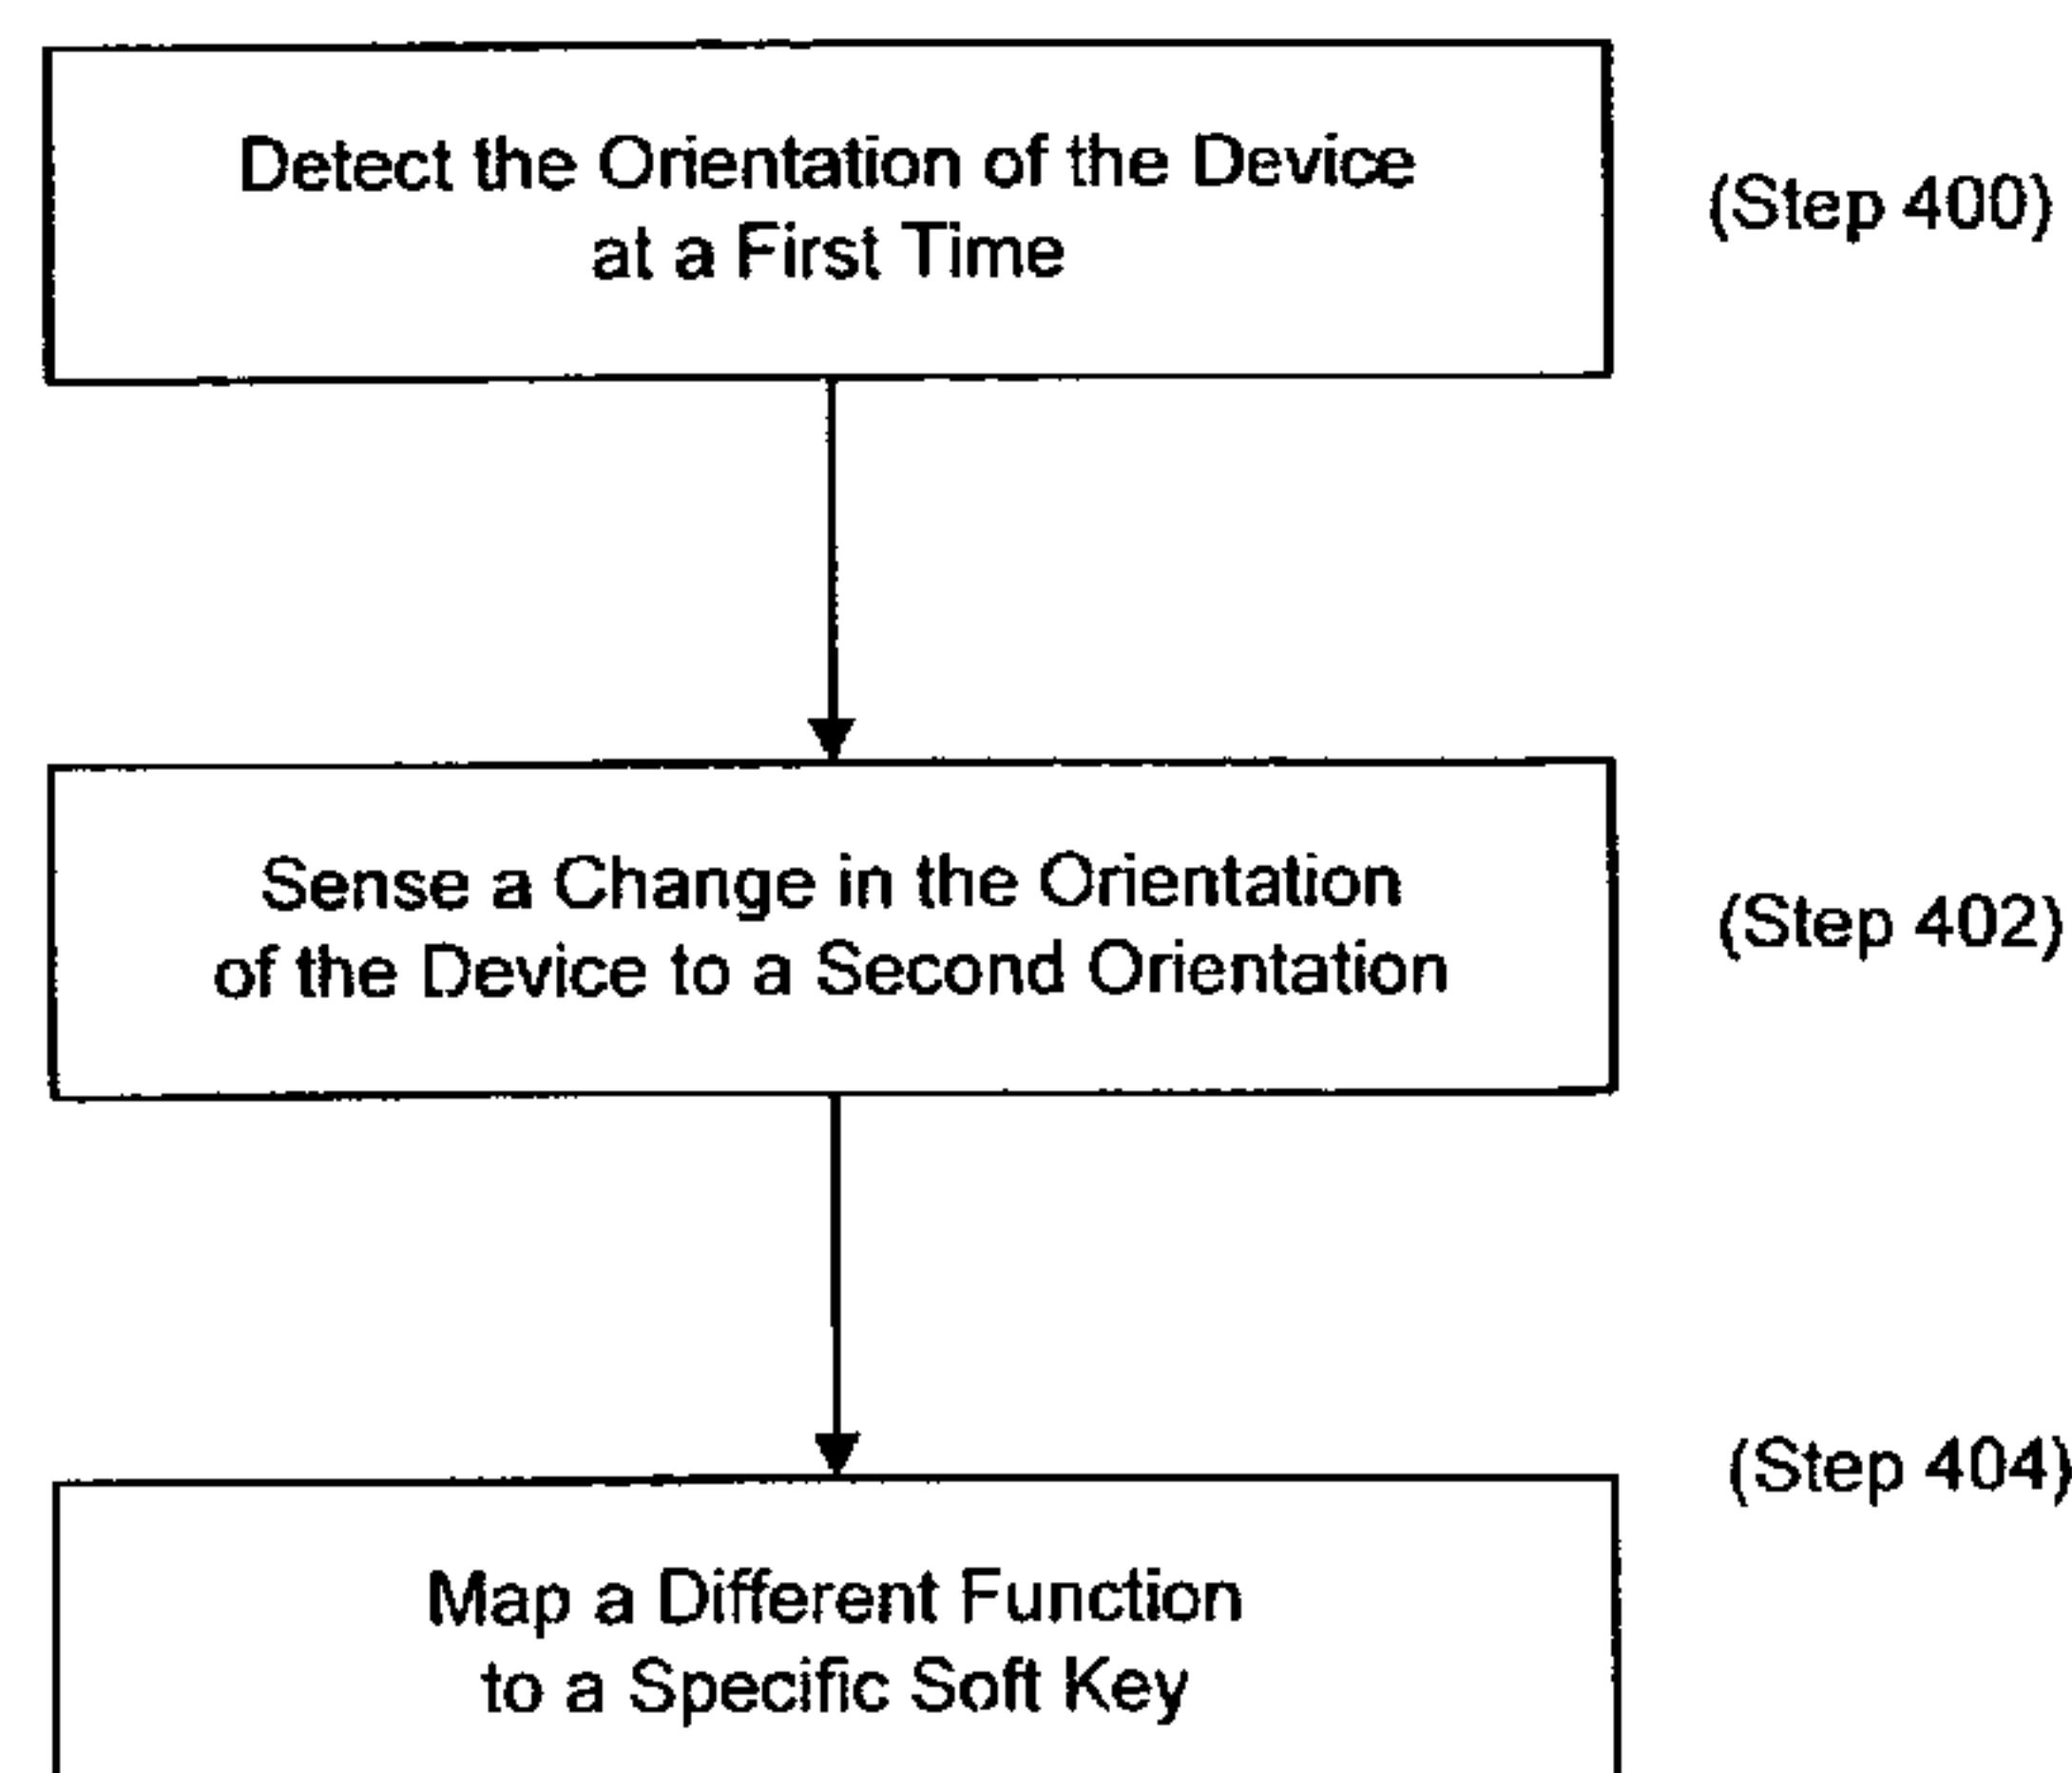 Detect the Orientation of the Device
at a First Time
(Step 400)
Sense a Change in the Orientation
of the Device to a Second Orientation
(Step 402)
(Step 404)
Map a Different Function
to a Specific Soft Key